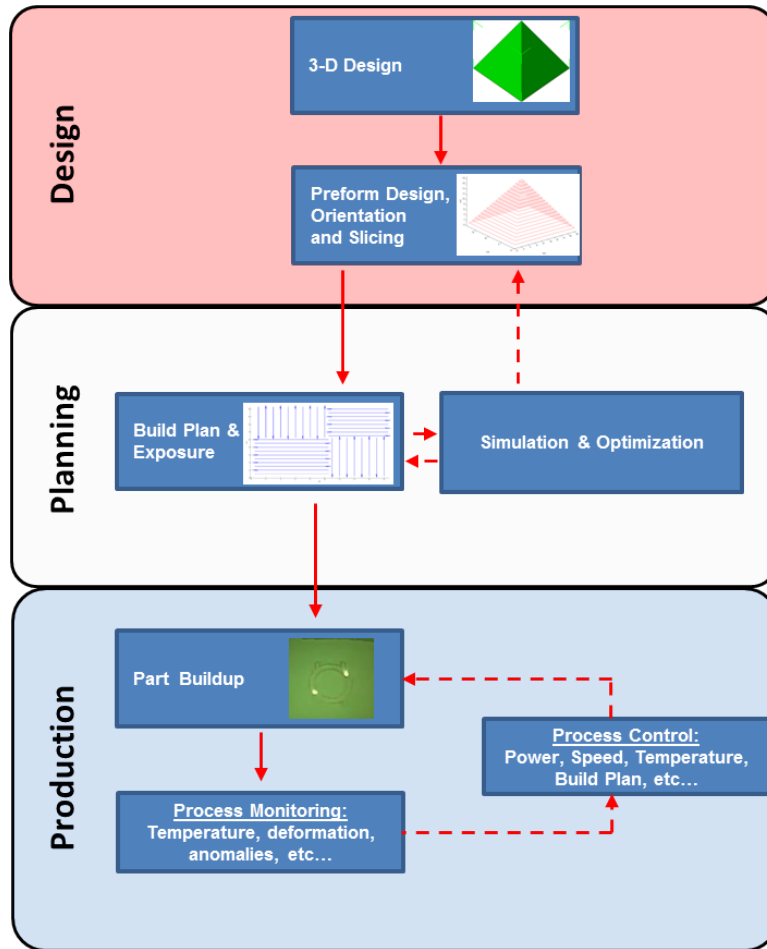 Design
3-D Design
Preform Design,
Orientation
and Slicing
Planning
Build Plan &
Exposure
Simulation & Optimization
Production
Part Buildup
Process Control:
Power, Speed, Temperature,
Build Plan, etc...
Process Monitoring:
Temperature, deformation,
anomalies, etc...